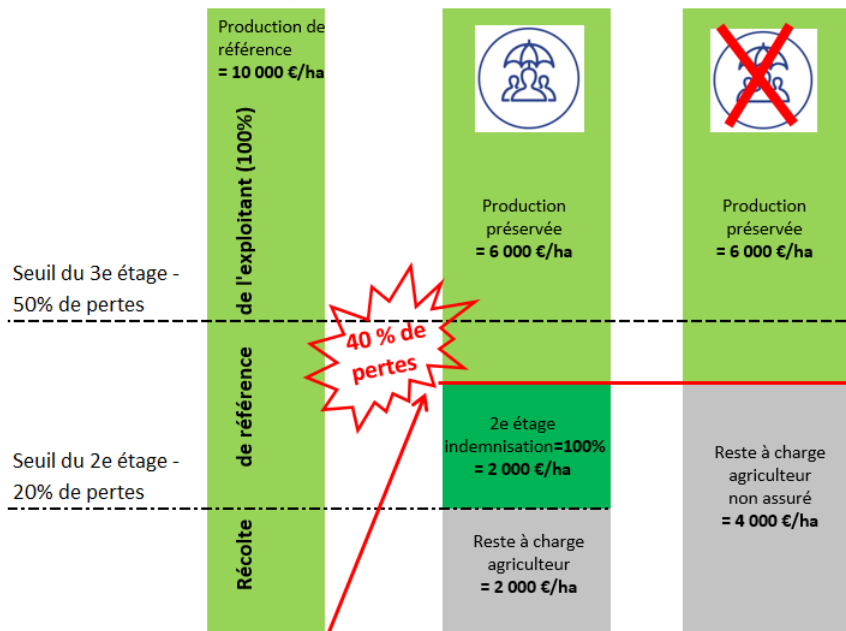 Production de
référence
= 10 000 €/ha
Récolte de référence de l'exploitant (100%)
Seuil du 3e étage -
50% de pertes
Seuil du 2e étage -
20% de pertes
40 % de
pertes
Production
préservée
= 6 000 €/ha
2e étage
indemnisation=100%
= 2 000 €/ha
Reste à charge
agriculteur
= 2 000 €/ha
Production
préservée
= 6 000 €/ha
Reste à charge
agriculteur
non assuré
= 4 000 €/ha